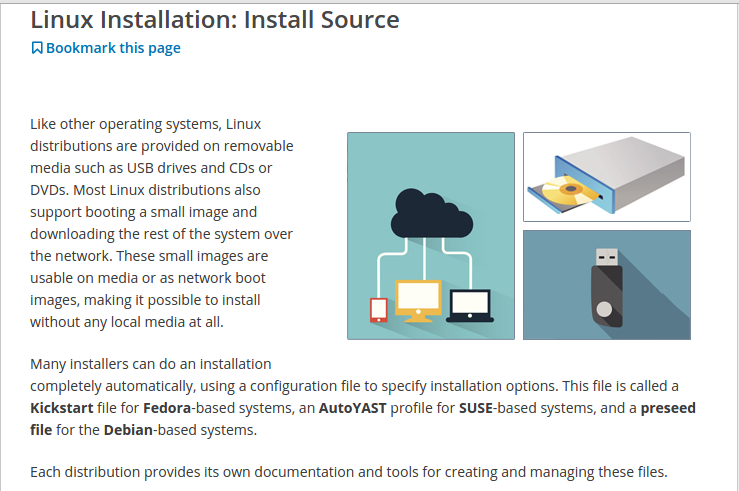 Linux Installation: Install Source
Bookmark this page
Like other operating systems, Linux
distributions are provided on removable
media such as USB drives and CDs or
DVDs. Most Linux distributions also
support booting a small image and
downloading the rest of the system over
the network. These small images are
usable on media or as network boot
images, making it possible to install
without any local media at all.
Many installers can do an installation
completely automatically, using a configuration file to specify installation options. This file is called a
Kickstart file for Fedora-based systems, an AutoYAST profile for SUSE-based systems, and a preseed
file for the Debian-based systems.
Each distribution provides its own documentation and tools for creating and managing these files.